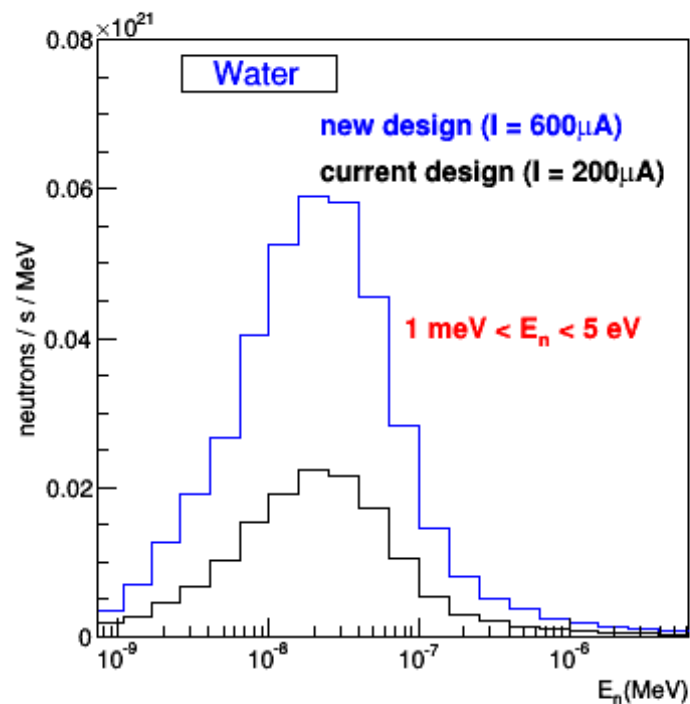 ×10²¹
0.08
Water
new design (I = 600μA)
current design (I = 200μA)
0.06
neutrons / s / MeV
1 meV < Eₙ < 5 eV
0.04
0.02
0
10⁻⁹ 10⁻⁸ 10⁻⁷ 10⁻⁶
Eₙ(MeV)